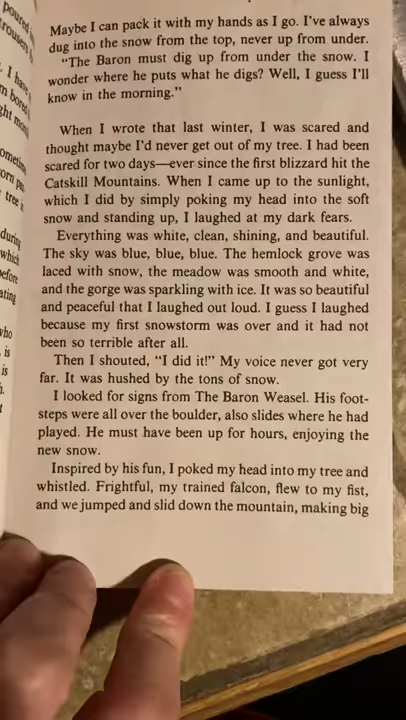 poured
trousers
I have
ght
Maybe I can pack it with my hands as I go. I've always
dug into the snow from the top, never up from under.
"The Baron must dig up from under the snow. I
wonder where he puts what he digs? Well, I guess I'll
know in the morning."
When I wrote that last winter, I was scared and
thought maybe I'd never get out of my tree. I had been
scared for two days—ever since the first blizzard hit the
Catskill Mountains. When I came up to the sunlight,
which I did by simply poking my head into the soft
snow and standing up, I laughed at my dark fears.
Everything was white, clean, shining, and beautiful.
The sky was blue, blue, blue. The hemlock grove was
laced with snow, the meadow was smooth and white,
and the gorge was sparkling with ice. It was so beautiful
and peaceful that I laughed out loud. I guess I laughed
because my first snowstorm was over and it had not
been so terrible after all.
Then I shouted, "I did it!" My voice never got very
far. It was hushed by the tons of snow.
I looked for signs from The Baron Weasel. His foot-
steps were all over the boulder, also slides where he had
played. He must have been up for hours, enjoying the
new snow.
Inspired by his fun, I poked my head into my tree and
whistled. Frightful, my trained falcon, flew to my fist,
and we jumped and slid down the mountain, making big